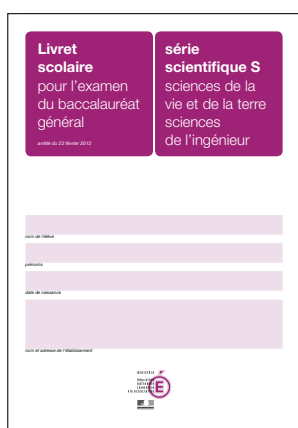 Livret
scolaire
pour l'examen
du baccalauréat
général
arrêté du 22 février 2012
série
scientifique S
sciences de la
vie et de la terre
sciences
de l'ingénieur
nom de l'élève
prénoms
date de naissance
nom et adresse de l'établissement